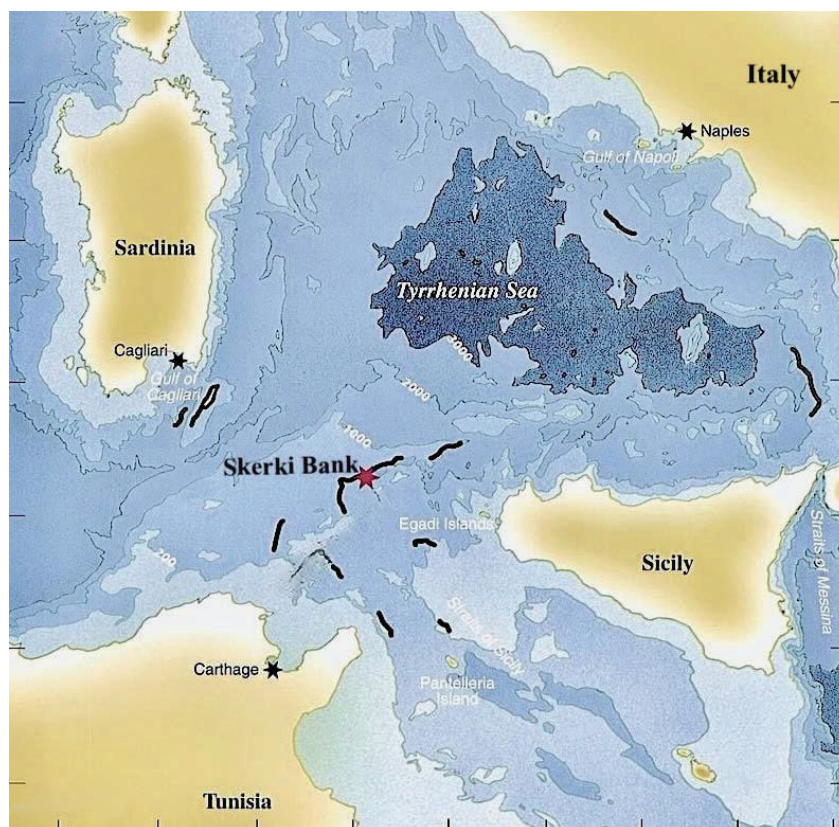 Italy
Naples
Gulf of Napoli
Sardinia
Tyrrhenian Sea
Cagliari
Gulf of
Cagliari
3000
2000
1000
Skerki Bank
Egadi Islands
200
Sicily
Straits of Messina
Straits of Sicily
Carthage
Pantelleria
Island
Tunisia